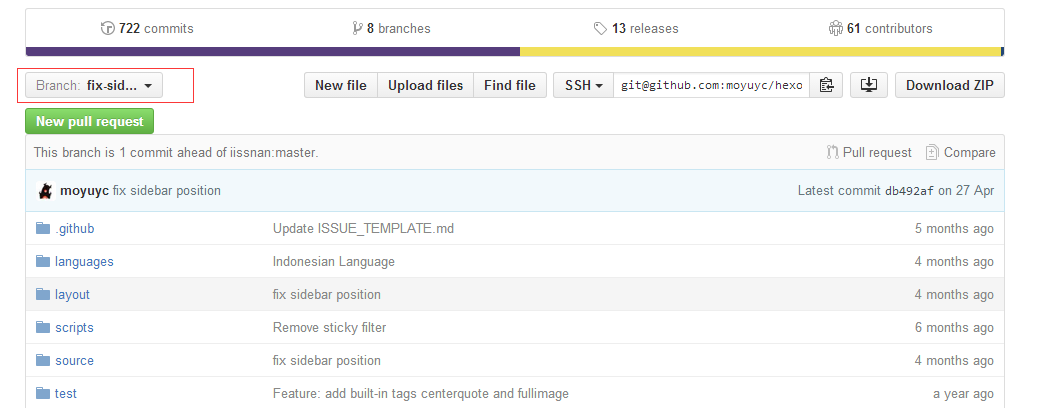 722 commits 8 branches 13 releases 61 contributors
Branch: fix-sid... New file Upload files Find file SSH git@github.com:moyuyc/hexo Download ZIP
New pull request
This branch is 1 commit ahead of iissnan:master. Pull request Compare
moyuyc fix sidebar position Latest commit db492af on 27 Apr
.github Update ISSUE_TEMPLATE.md 5 months ago
languages Indonesian Language 4 months ago
layout fix sidebar position 4 months ago
scripts Remove sticky filter 6 months ago
source fix sidebar position 4 months ago
test Feature: add built-in tags centerquote and fullimage a year ago